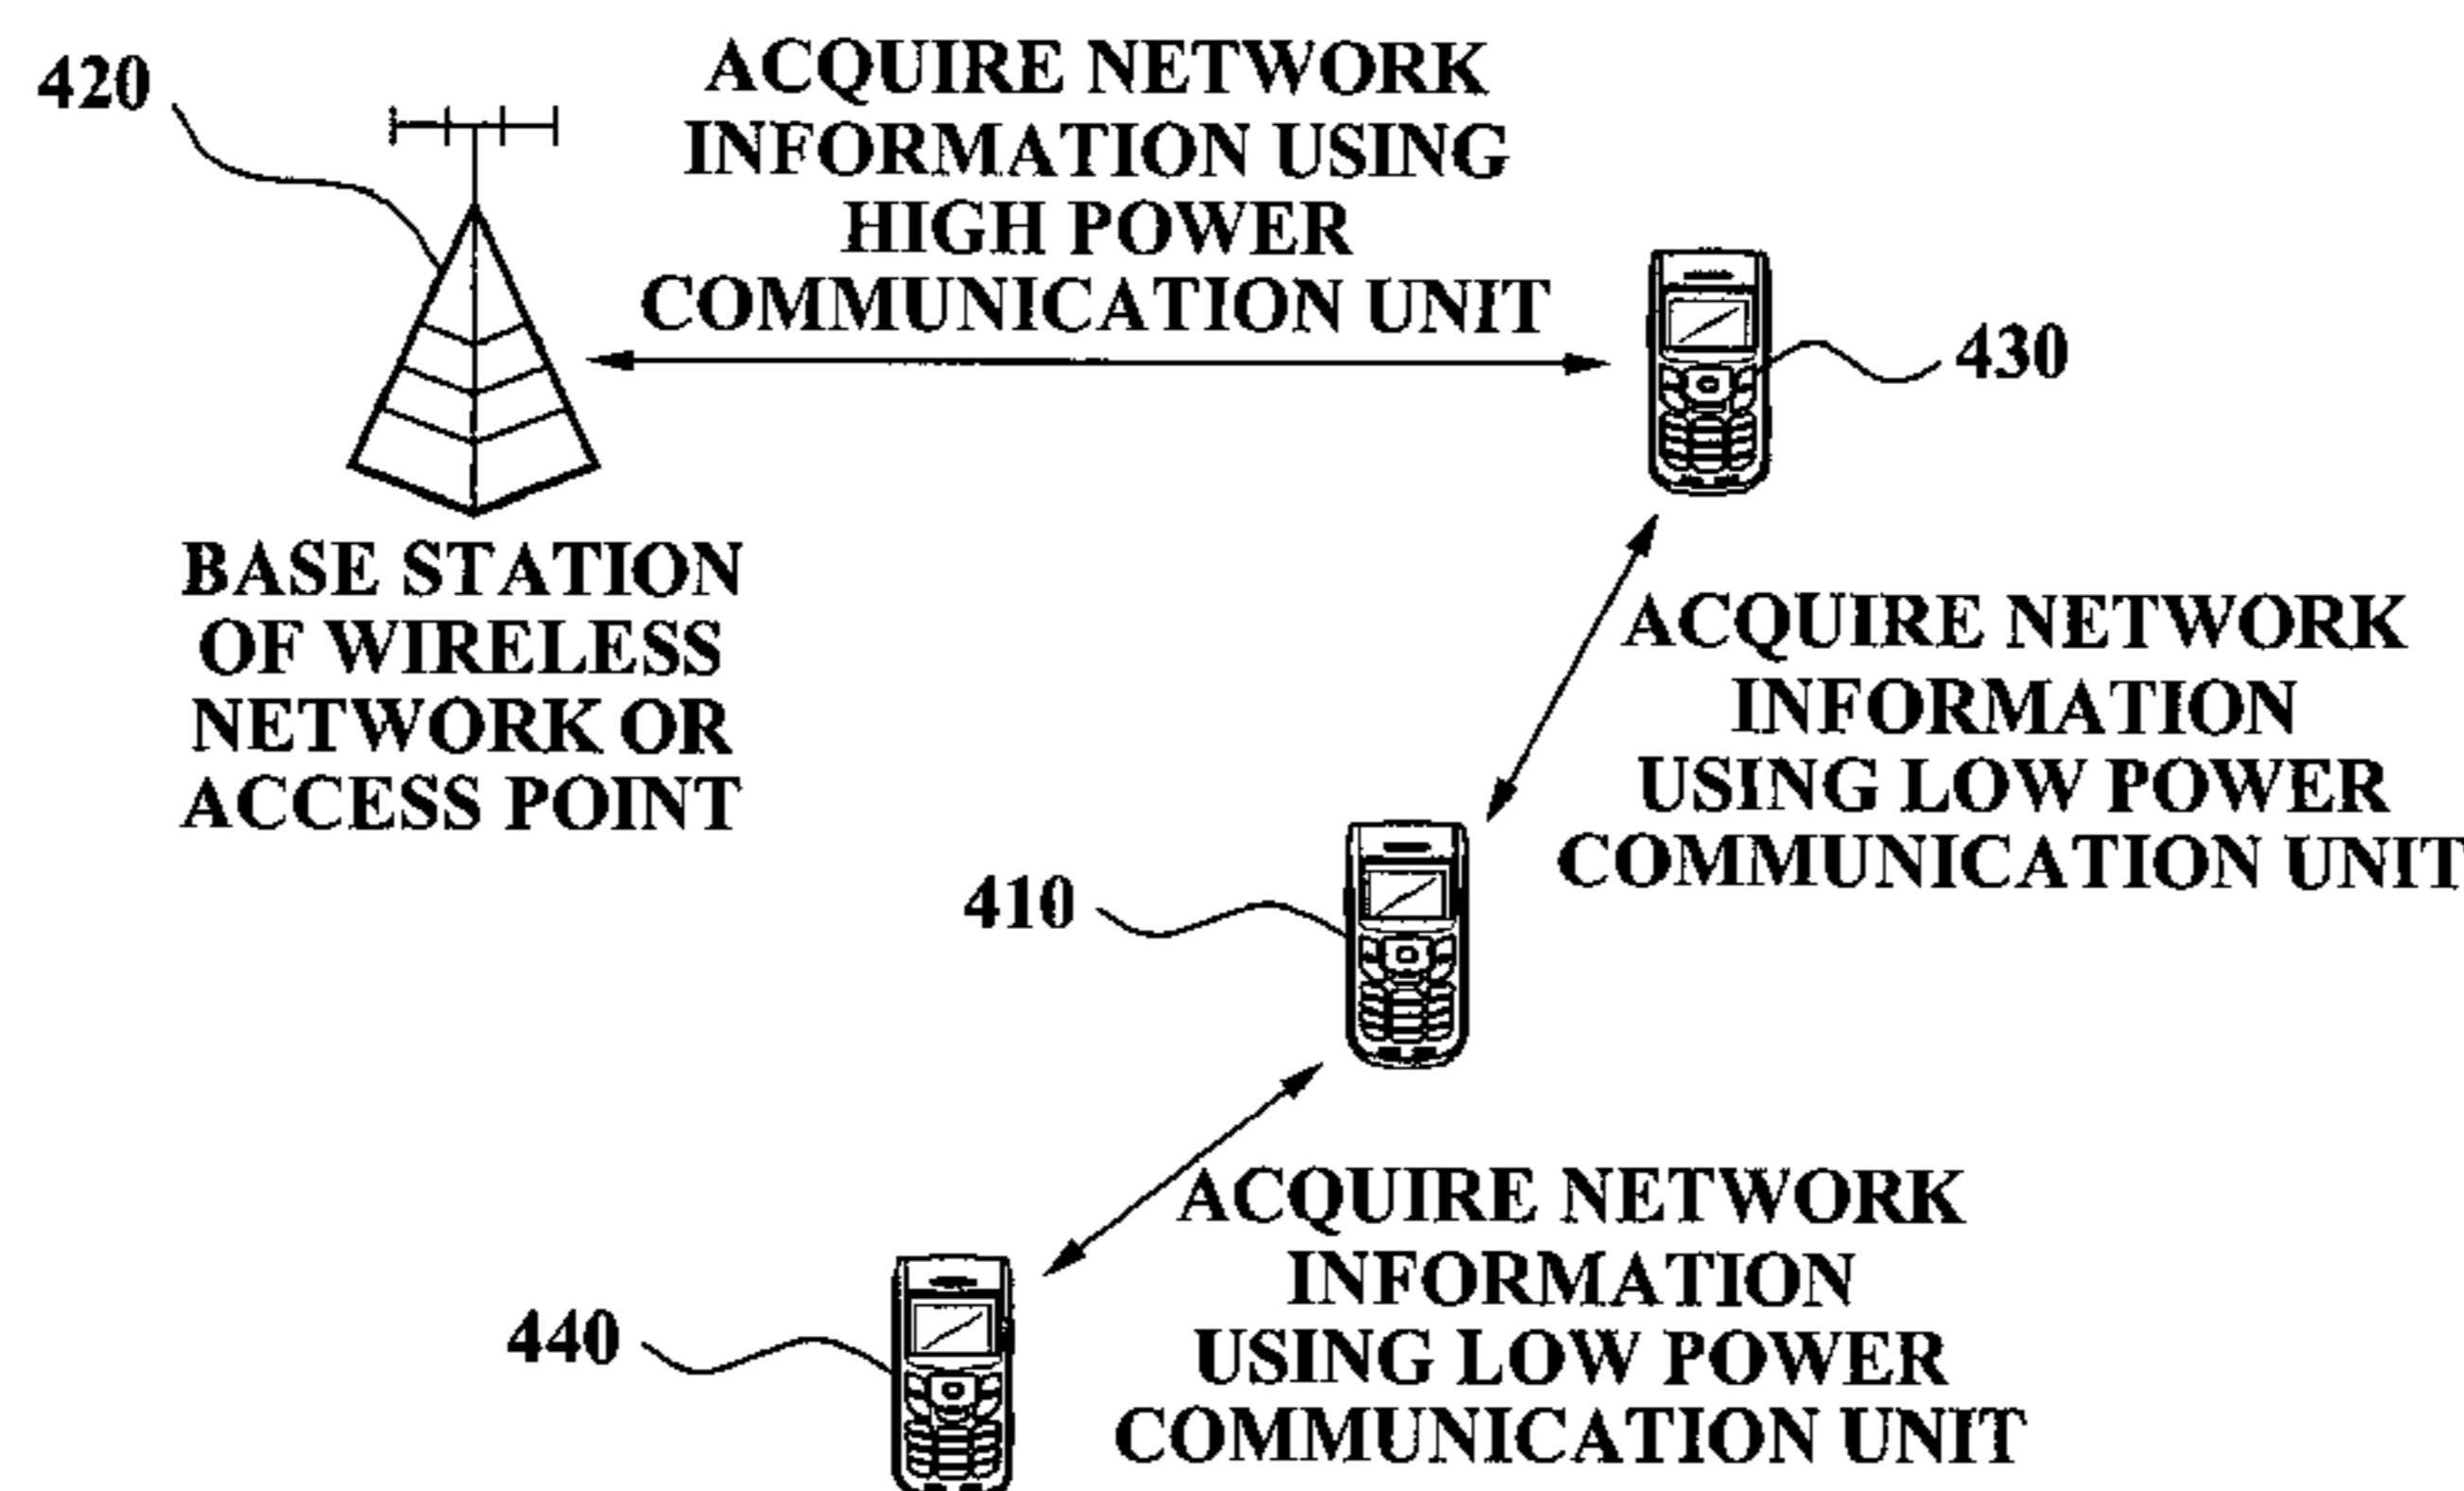 420
ACQUIRE NETWORK
INFORMATION USING
HIGH POWER
COMMUNICATION UNIT
430
BASE STATION
OF WIRELESS
NETWORK OR
ACCESS POINT
ACQUIRE NETWORK
INFORMATION
USING LOW POWER
COMMUNICATION UNIT
410
ACQUIRE NETWORK
INFORMATION
USING LOW POWER
COMMUNICATION UNIT
440